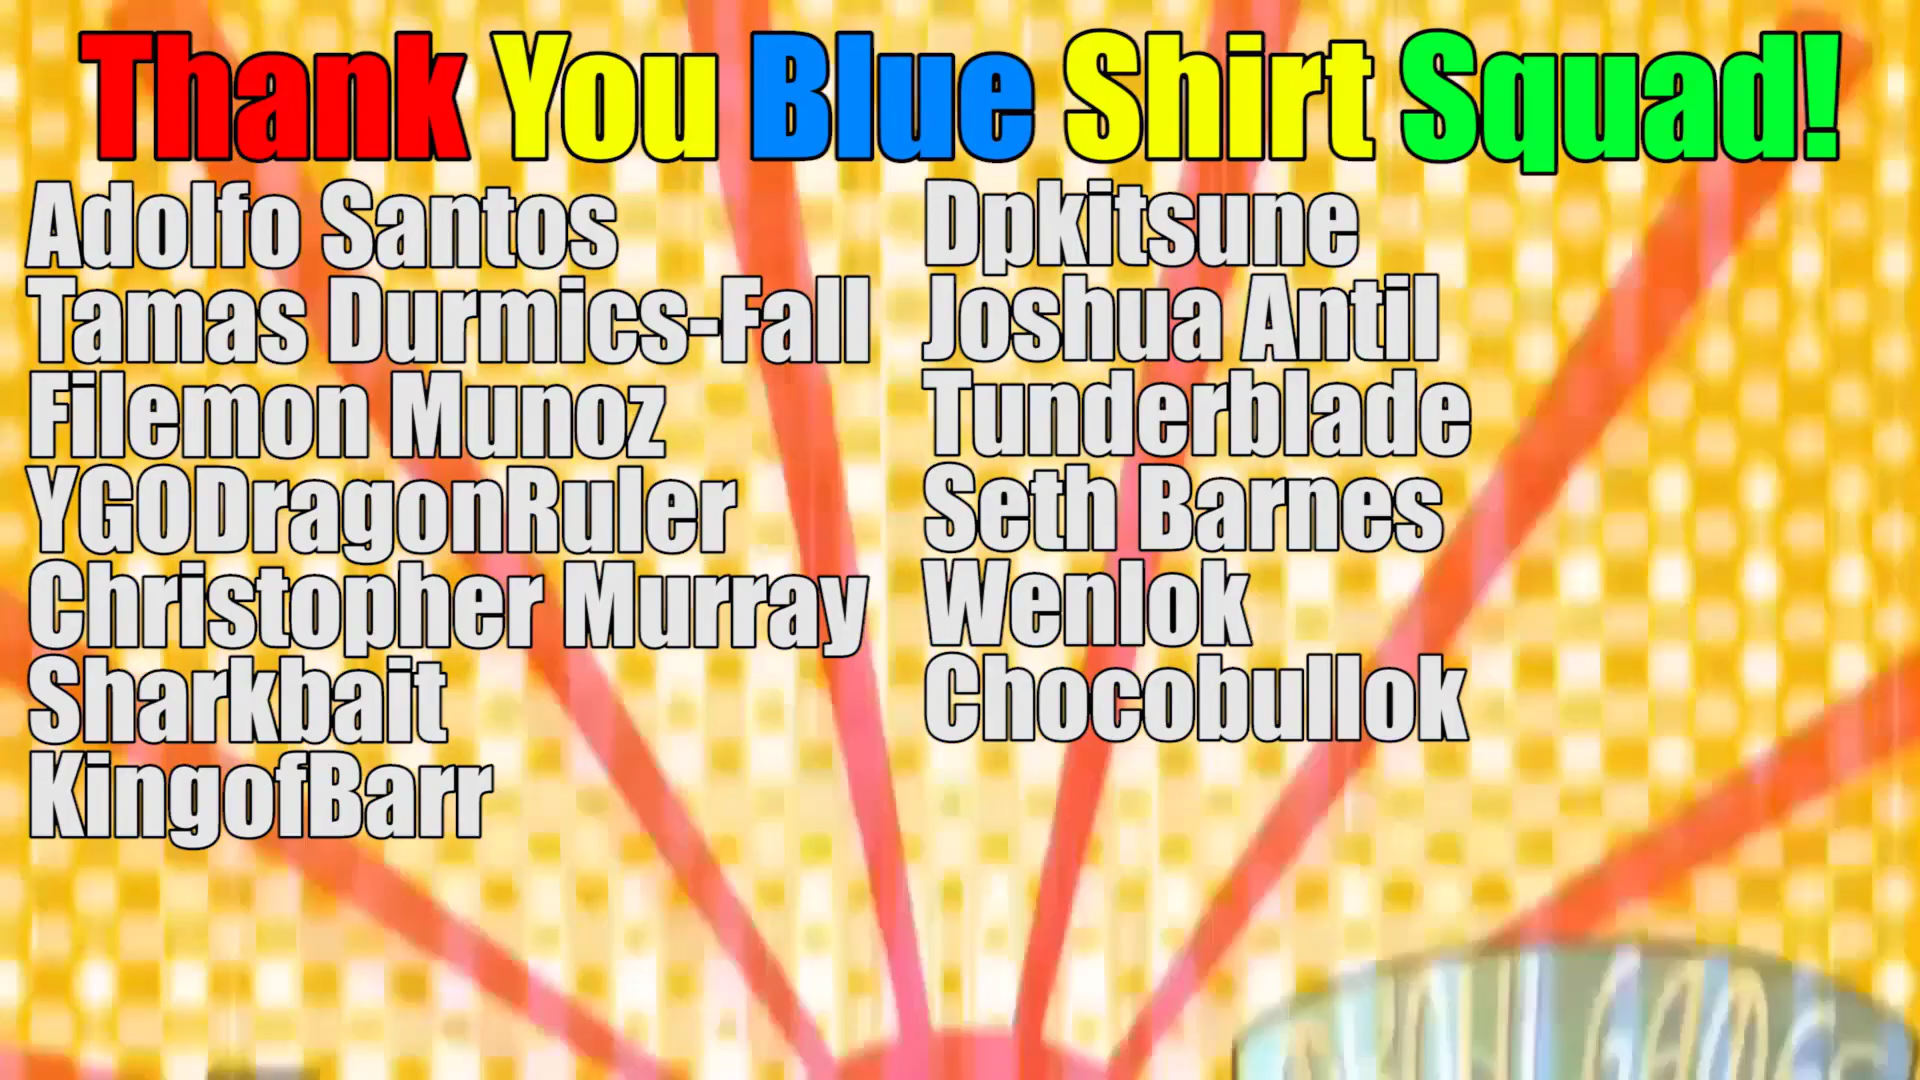 Thank You Blue Shirt Squad!
Adolfo Santos
Tamas Durmics-Fall
Filemon Munoz
YGODragonRuler
Christopher Murray
Sharkbait
KingofBarr
Dpkitsune
Joshua Antil
Tunderblade
Seth Barnes
Wenlok
Chocobullok